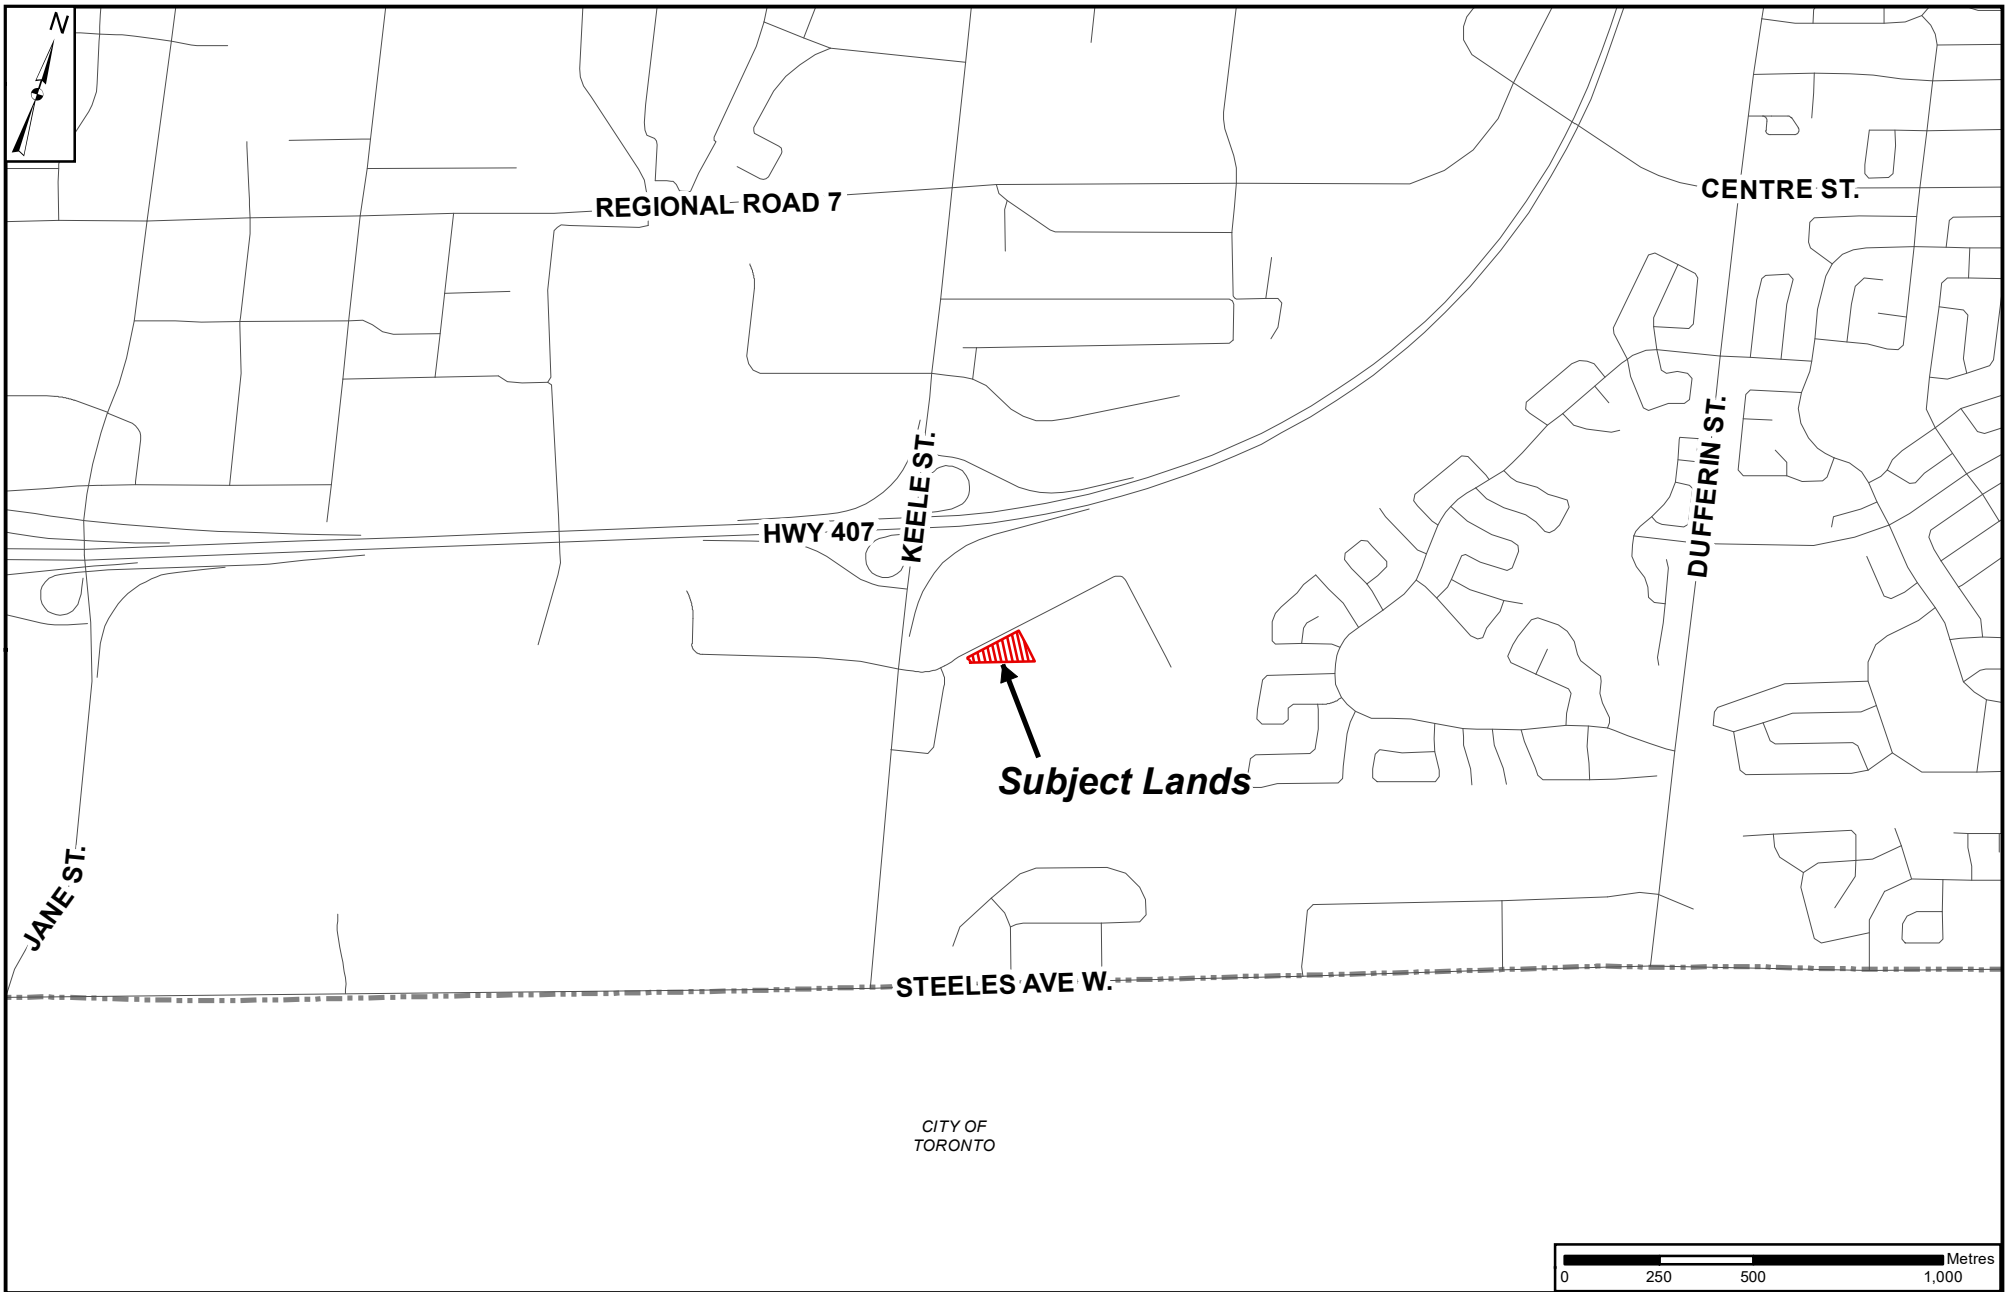 N
REGIONAL ROAD 7
CENTRE ST.
DUFFERIN ST.
KEELE ST.
HWY 407
Subject Lands
JANE ST.
STEELES AVE W.
CITY OF
TORONTO
Metres
0 250 500 1,000